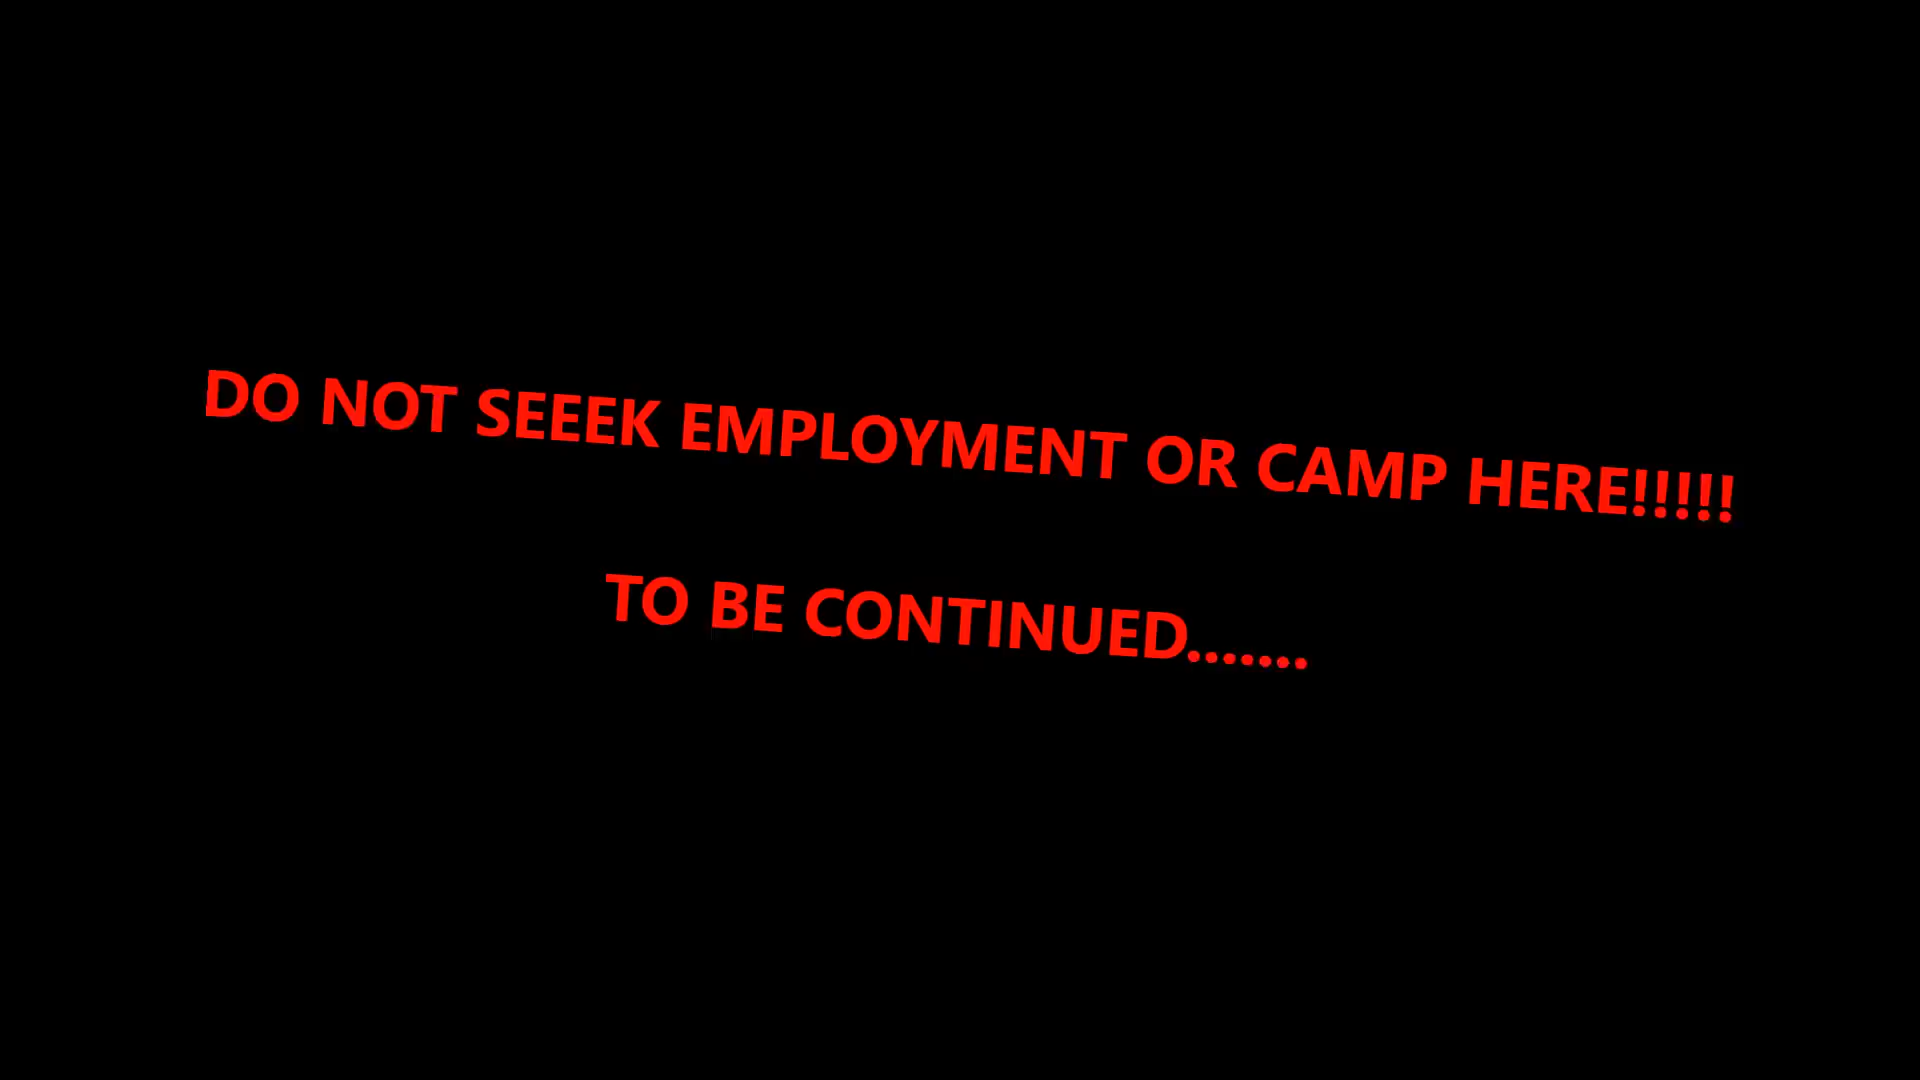 DO NOT SEEEK EMPLOYMENT OR CAMP HERE!!!!!
TO BE CONTINUED.......